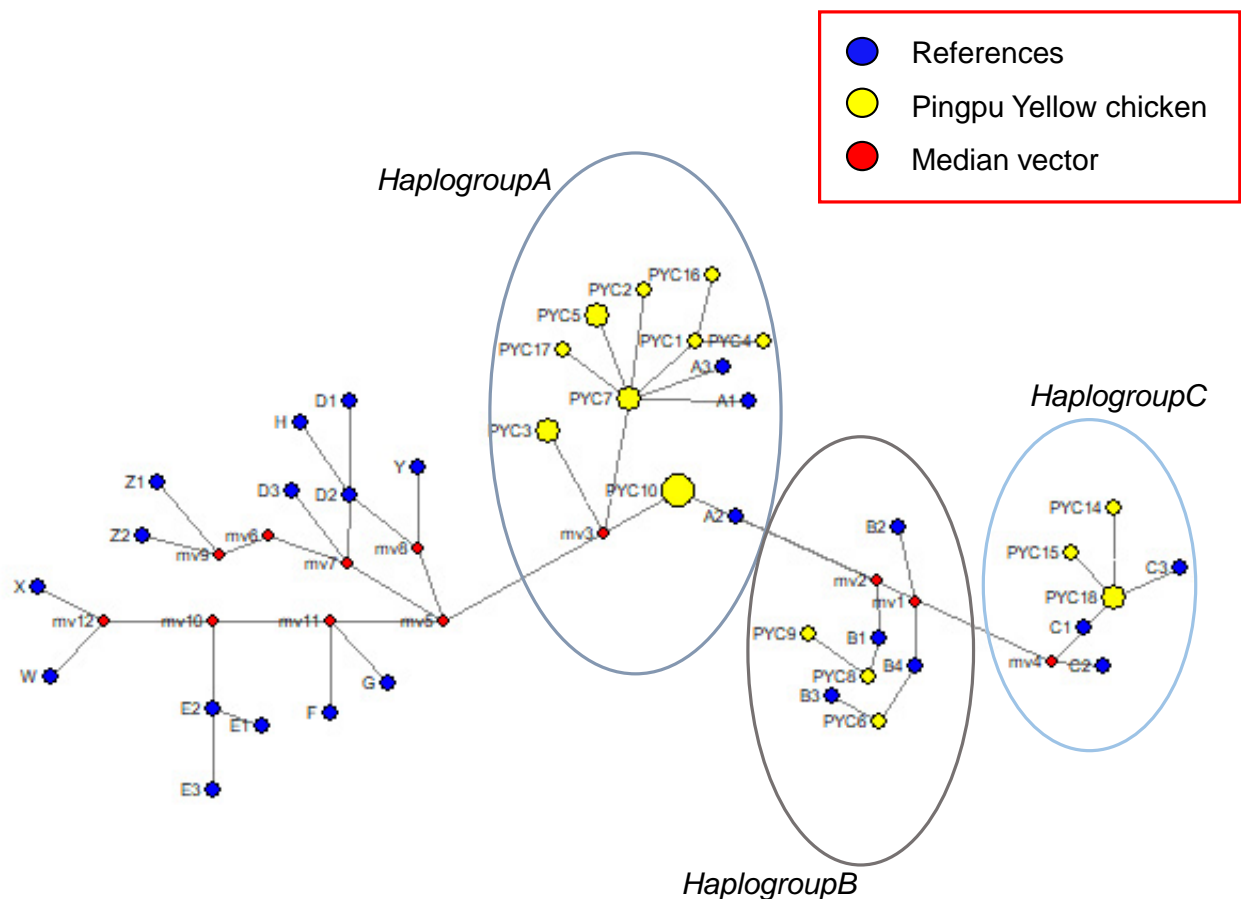 References
Pingpu Yellow chicken
Median vector
HaplogroupA
PYC16
PYC2
PYC5
PYC1
PYC4
PYC17
A3
PYC7
A1
PYC3
PYC10
A2
mv3
HaplogroupC
PYC14
PYC15
C3
PYC18
C1
mv4
C2
B2
mv2
mv1
PYC9
B1
PYC8
B4
B3
PYC6
HaplogroupB
D1
H
Y
Z1
D3
D2
Z2
mv6
mv9
mv8
mv7
X
mv12
mv10
mv11
mv5
W
G
E2
E1
F
E3